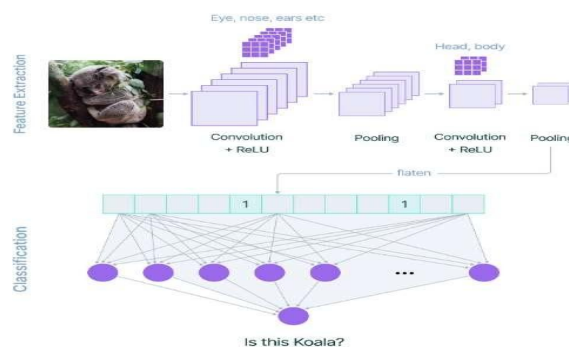 Eye, nose, ears etc
Head, body
Feature Extraction
Convolution
+ ReLU
Pooling
Convolution
+ ReLU
Pooling
flaten
1
1
Classification
...
Is this Koala?